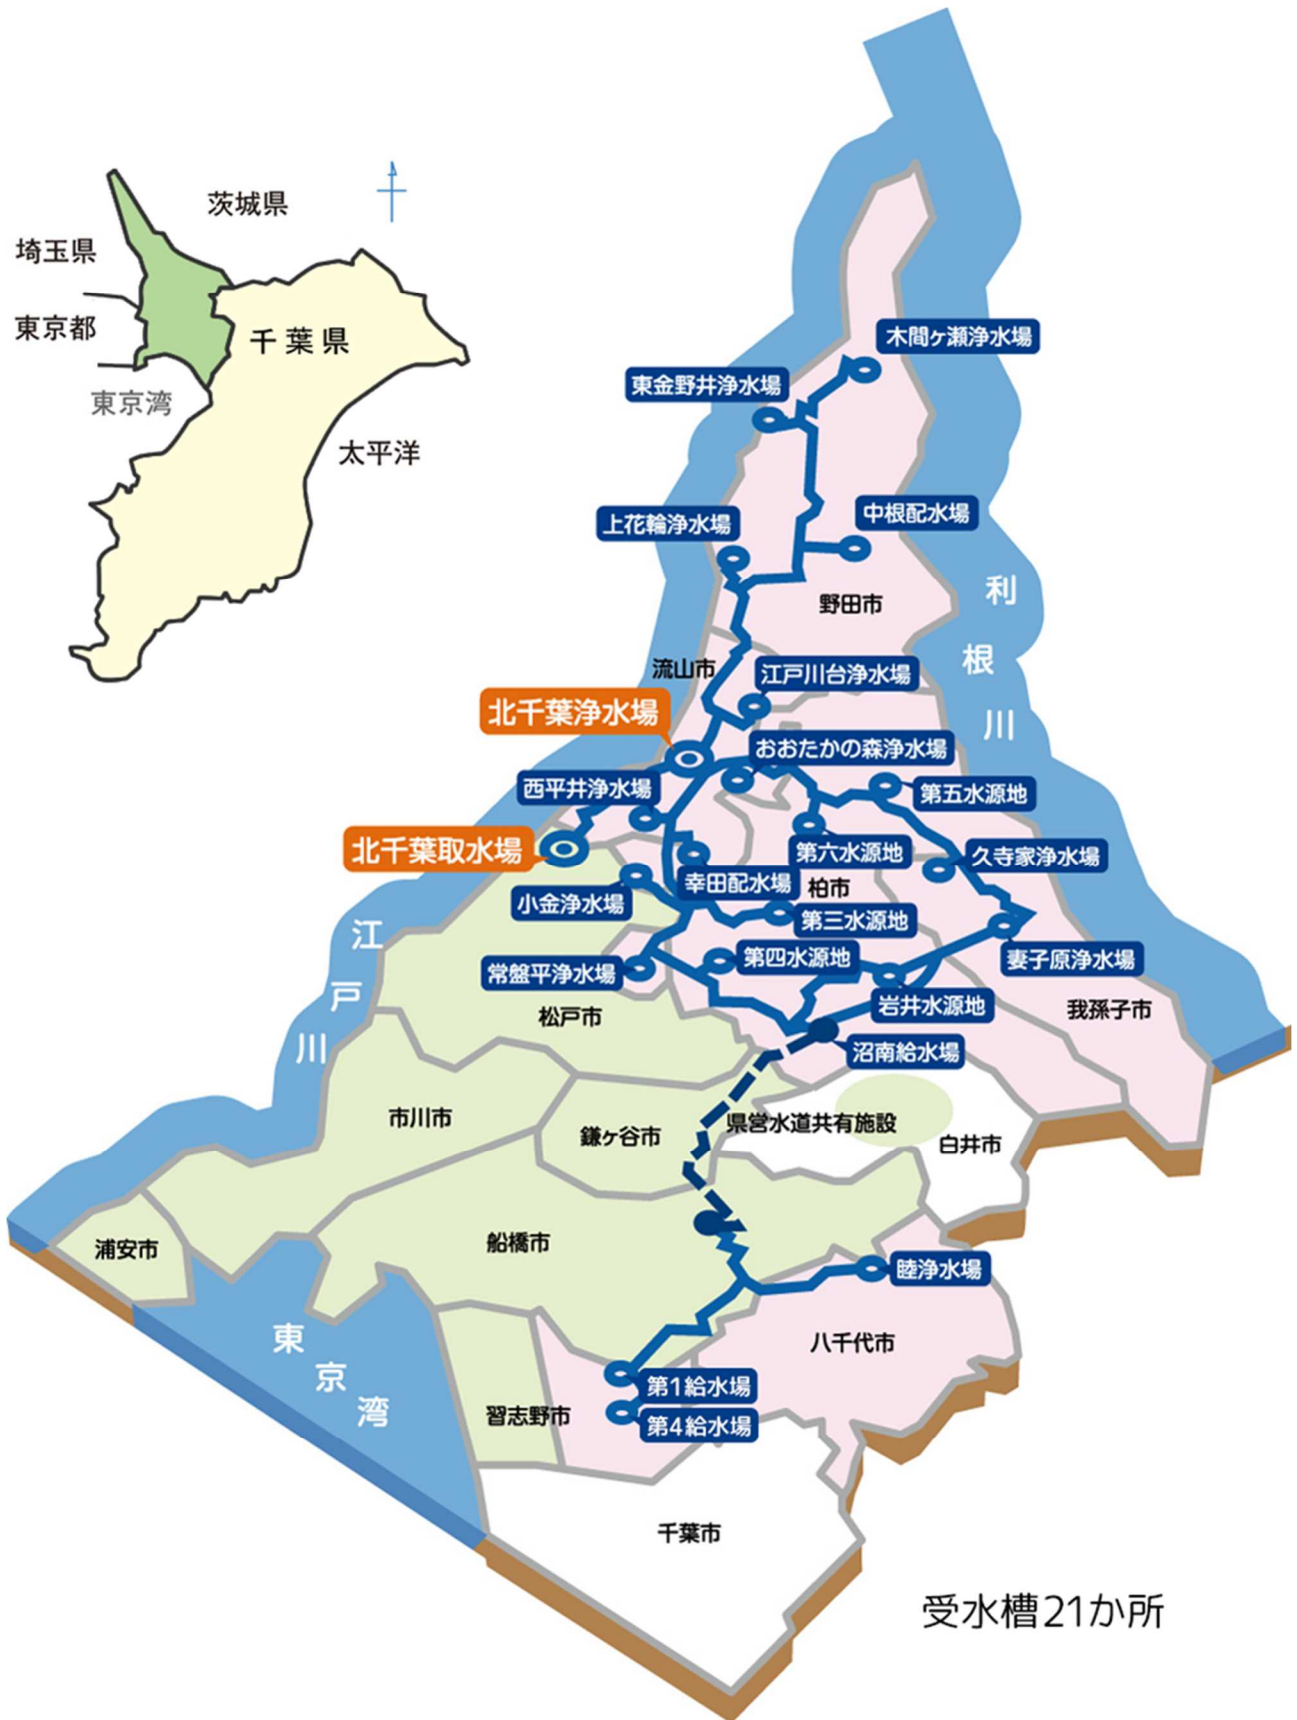 茨城県
埼玉県
東京都
千葉県
東京湾
太平洋
木間ヶ瀬浄水場
東金野井浄水場
中根配水場
上花輪浄水場
野田市
利根川
流山市
江戸川台浄水場
北千葉浄水場
おおたかの森浄水場
西平井浄水場
第五水源地
北千葉取水場
第六水源地
久寺家浄水場
幸田配水場
柏市
小金浄水場
第三水源地
江戸川
第四水源地
妻子原浄水場
常盤平浄水場
岩井水源地
我孫子市
松戸市
沼南給水場
市川市
鎌ヶ谷市
県営水道共有施設
白井市
浦安市
船橋市
睦浄水場
東京湾
八千代市
第1給水場
習志野市
第4給水場
千葉市
受水槽21か所